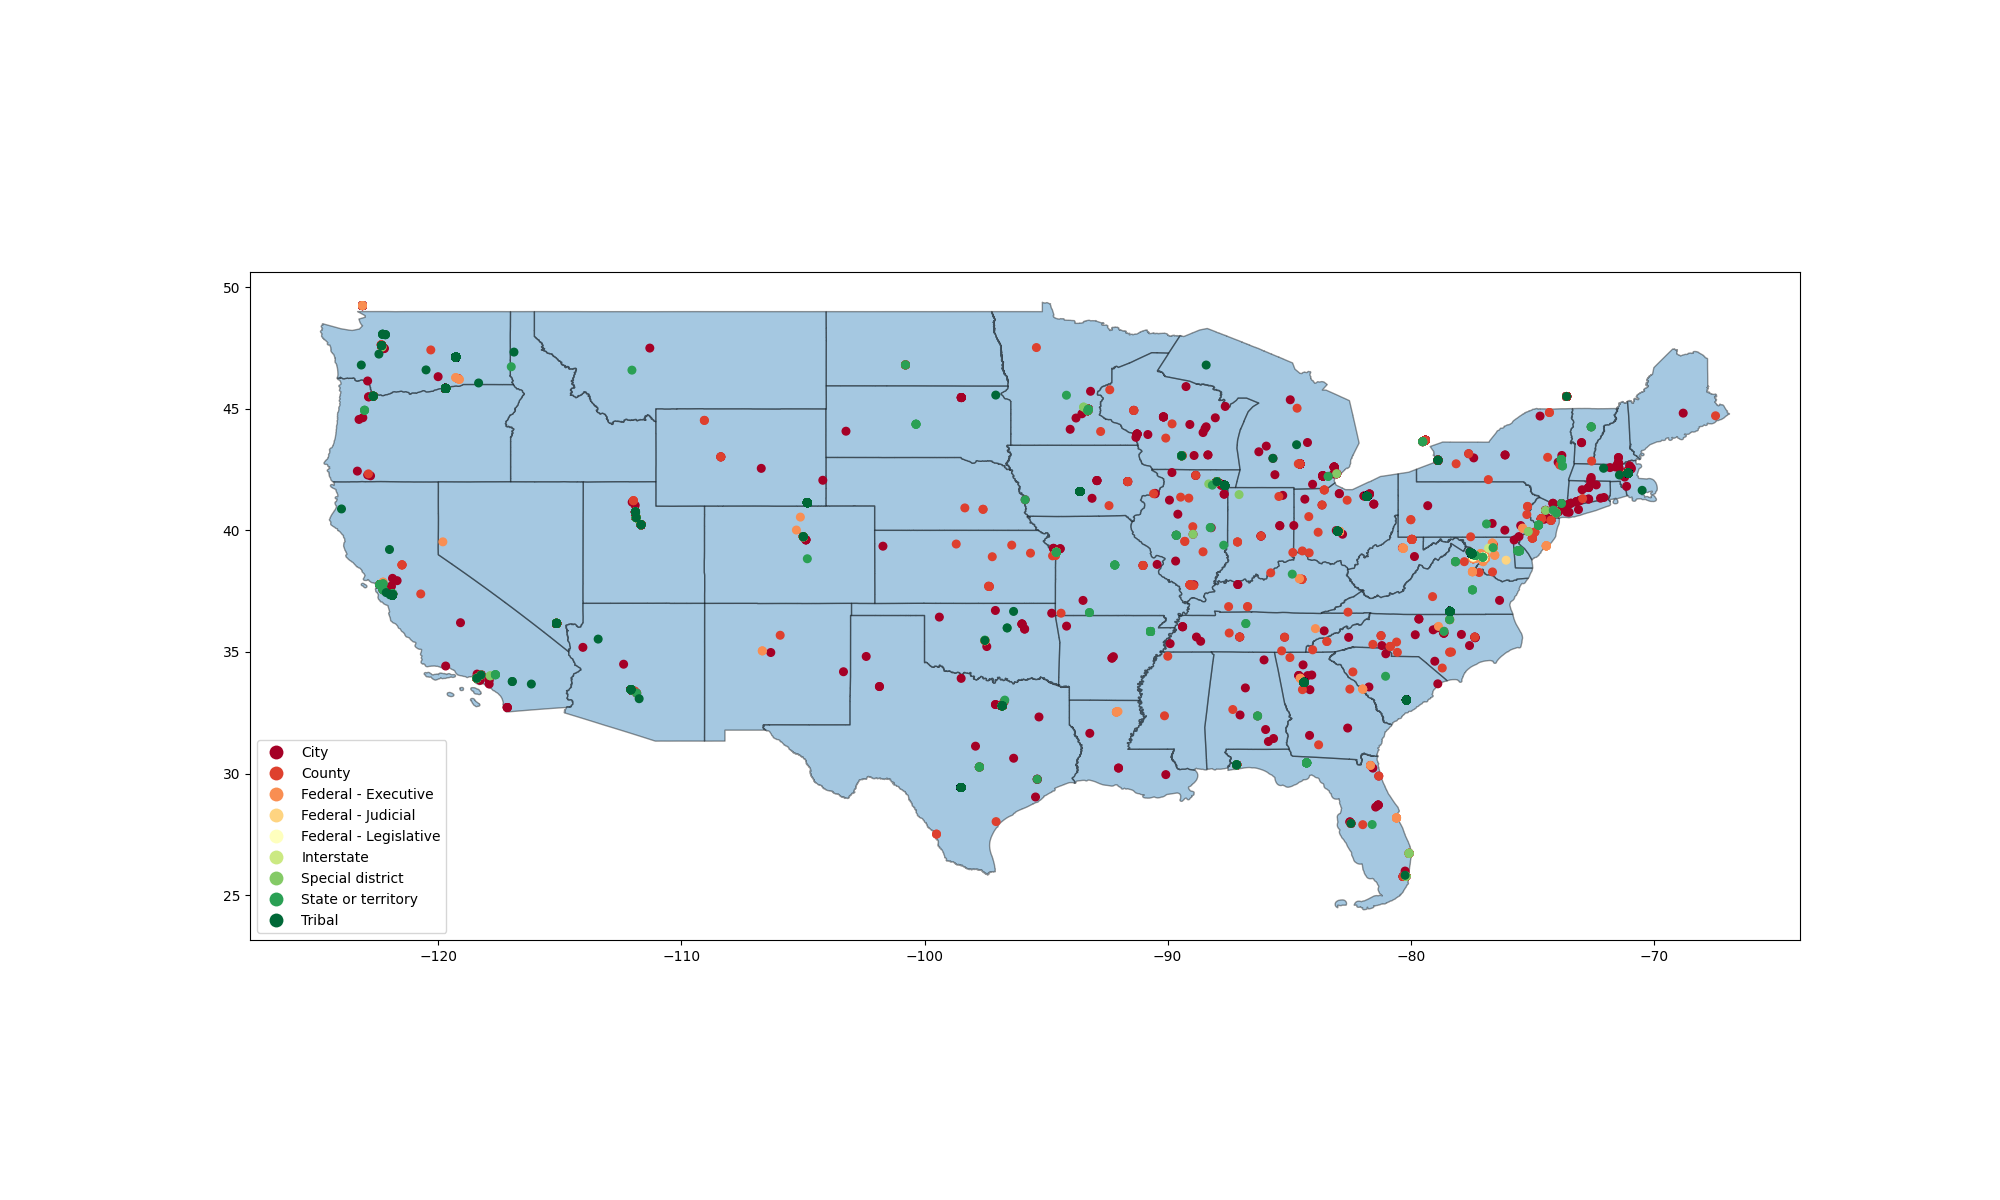 50
45
40
35
30
25
City
County
Federal - Executive
Federal - Judicial
Federal - Legislative
Interstate
Special district
State or territory
Tribal
−120 −110 −100 −90 −80 −70